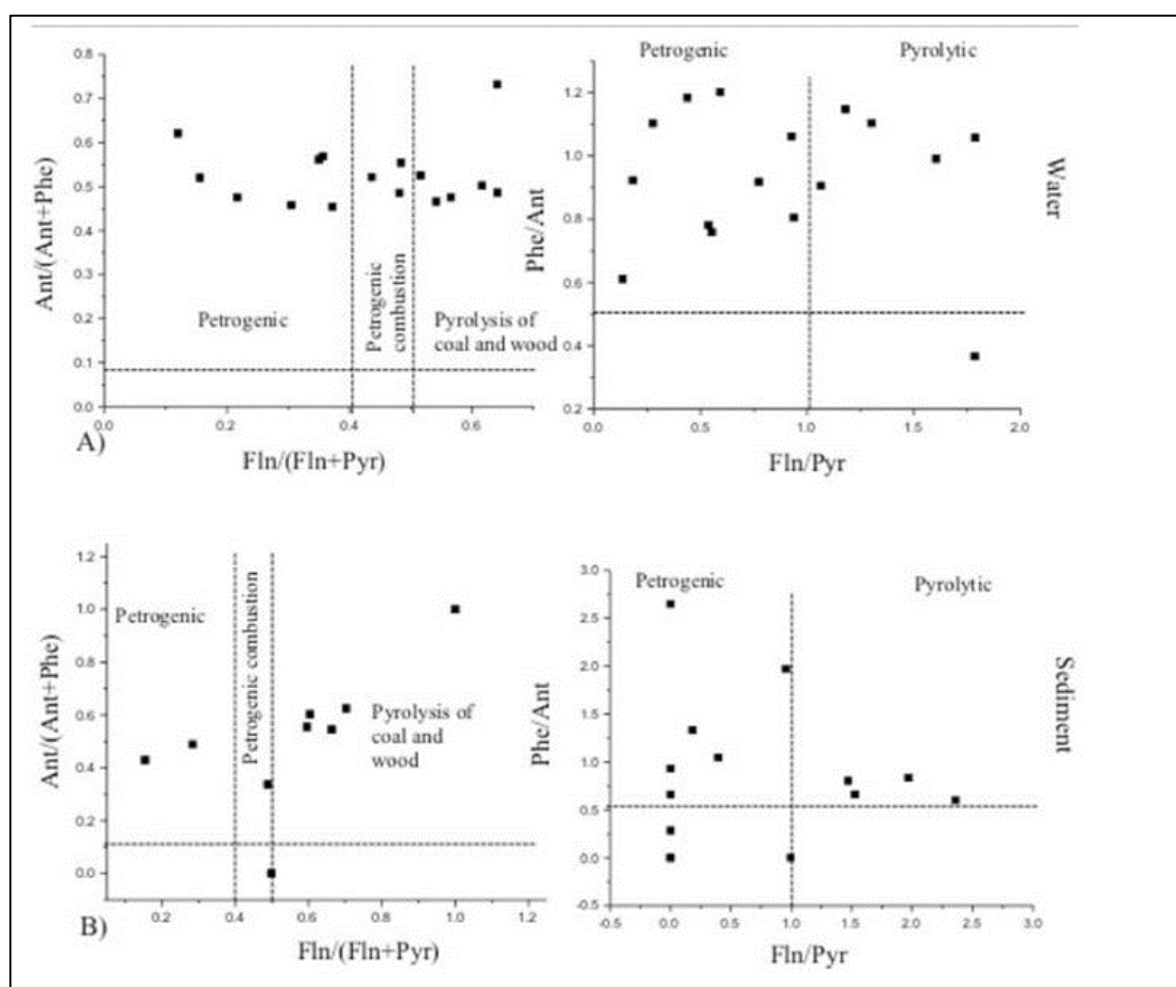 Petrogenic
Pyrolytic
0.8
0.7
0.6
0.5
0.4
0.3
0.2
0.1
0.0
Ant/(Ant+Phe)
Petrogenic
Petrogenic
combustion
Pyrolysis of
coal and wood
0.0
0.2
0.4
0.6
A)
Fln/(Fln+Pyr)
1.2
1.0
0.8
0.6
0.4
0.2
Phe/Ant
0.0
0.5
1.0
1.5
2.0
Fln/Pyr
Water
1.2
1.0
0.8
0.6
0.4
0.2
0.0
Ant/(Ant+Phe)
Petrogenic
Petrogenic combustion
Pyrolysis of
coal and
wood
0.2
0.4
0.6
0.8
1.0
1.2
B)
Fln/(Fln+Pyr)
Petrogenic
Pyrolytic
3.0
2.5
2.0
1.5
1.0
0.5
0.0
-0.5
Phe/Ant
-0.5
0.0
0.5
1.0
1.5
2.0
2.5
3.0
Fln/Pyr
Sediment